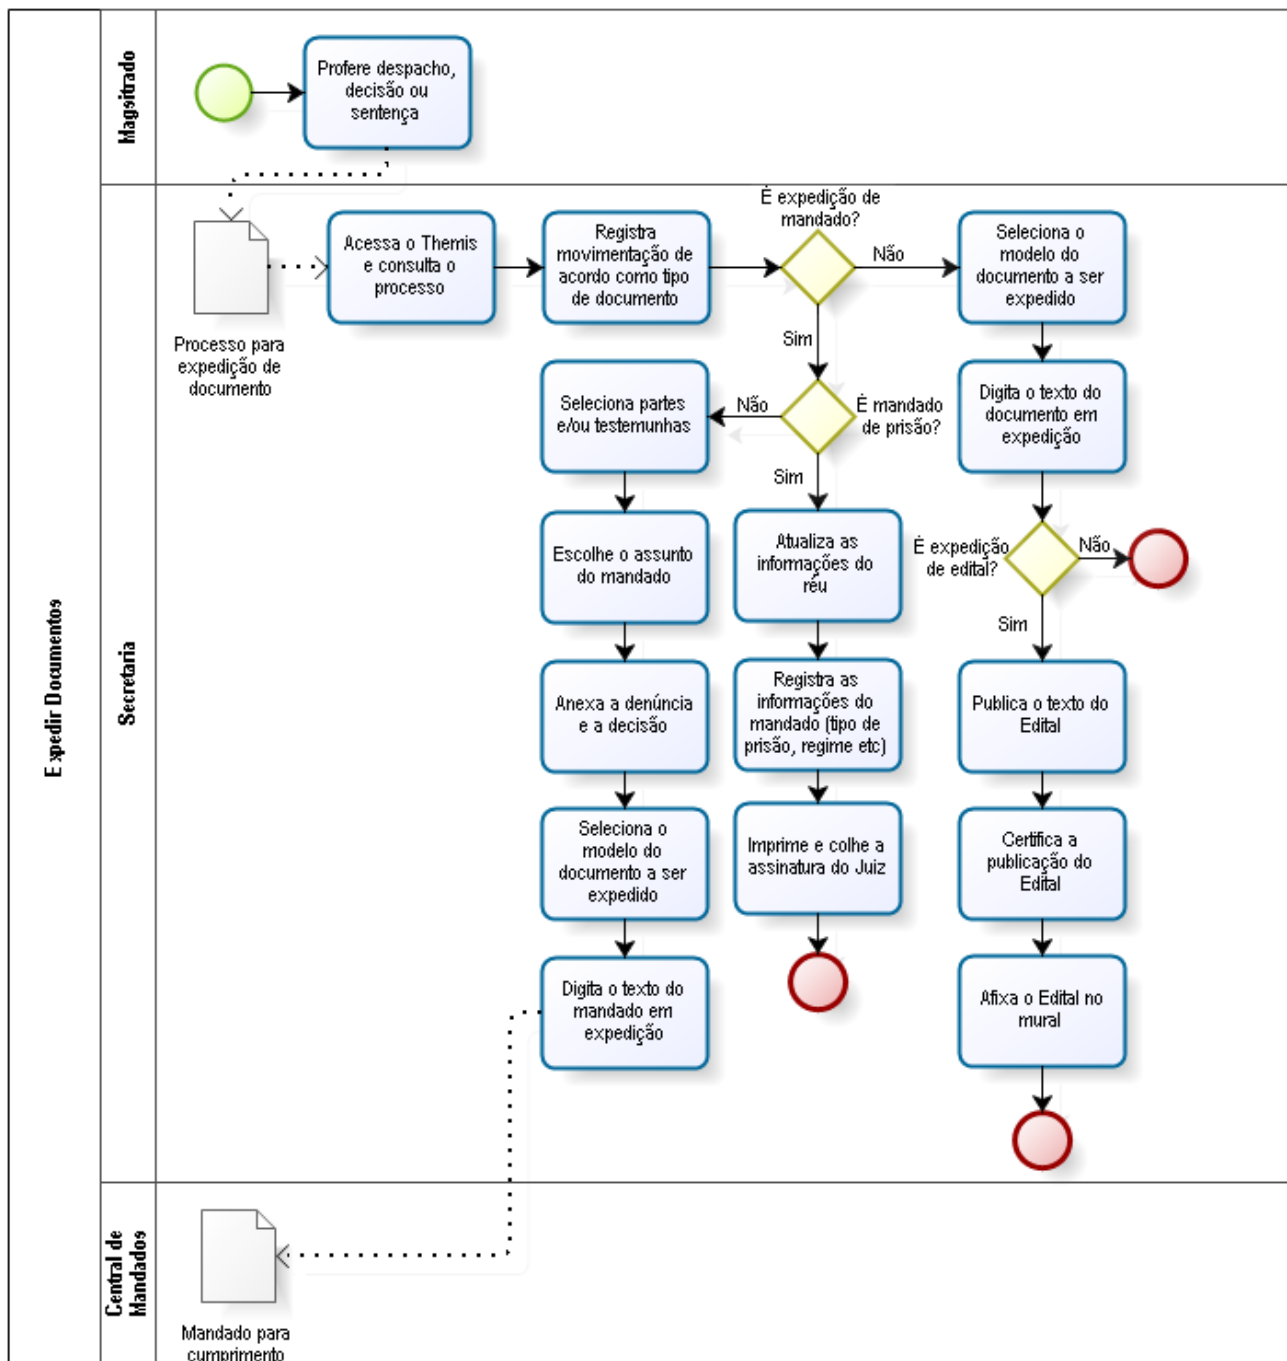 Expedir Documentos
Magsitrado
Profere despacho,
decisão ou
sentença
Secretaria
Processo para
expedição de
documento
Acessa o Themis
e consulta o
processo
Registra
movimentação de
acordo como tipo
de documento
É expedição de
mandado?
Não
Sim
Seleciona o
modelo do
documento a ser
expedido
Digita o texto do
documento em
expedição
É expedição
de edital?
Não
Sim
Publica o texto do
Edital
Certifica a
publicação do
Edital
Afixa o Edital no
mural
É mandado
de prisão?
Não
Sim
Seleciona partes
e/ou testemunhas
Escolhe o assunto
do mandado
Anexa a denúncia
e a decisão
Seleciona o
modelo do
documento a ser
expedido
Digita o texto do
mandado em
expedição
Atualiza as
informações do
réu
Registra as
informações do
mandado (tipo de
prisão, regime etc)
Imprime e colhe a
assinatura do Juiz
Central de
Mandados
Mandado para
cumprimento